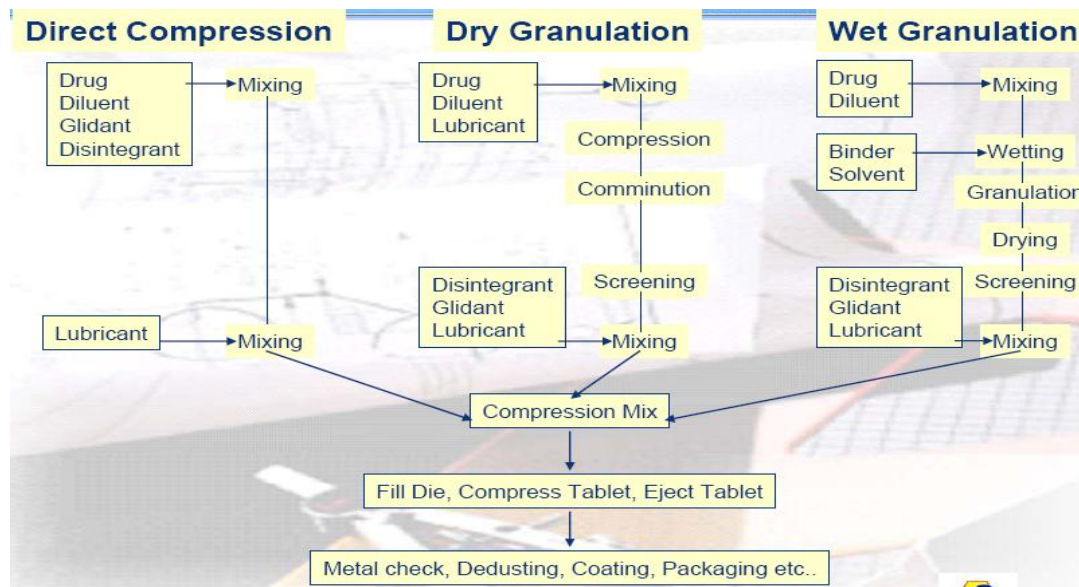 Direct Compression
Drug
Diluent
Glidant
Disintegrant
Mixing
Lubricant
Mixing
Dry Granulation
Drug
Diluent
Lubricant
Mixing
Compression
Comminution
Screening
Disintegrant
Glidant
Lubricant
Mixing
Wet Granulation
Drug
Diluent
Mixing
Binder
Solvent
Wetting
Granulation
Drying
Screening
Disintegrant
Glidant
Lubricant
Mixing
Compression Mix
Fill Die, Compress Tablet, Eject Tablet
Metal check, Dedusting, Coating, Packaging etc..